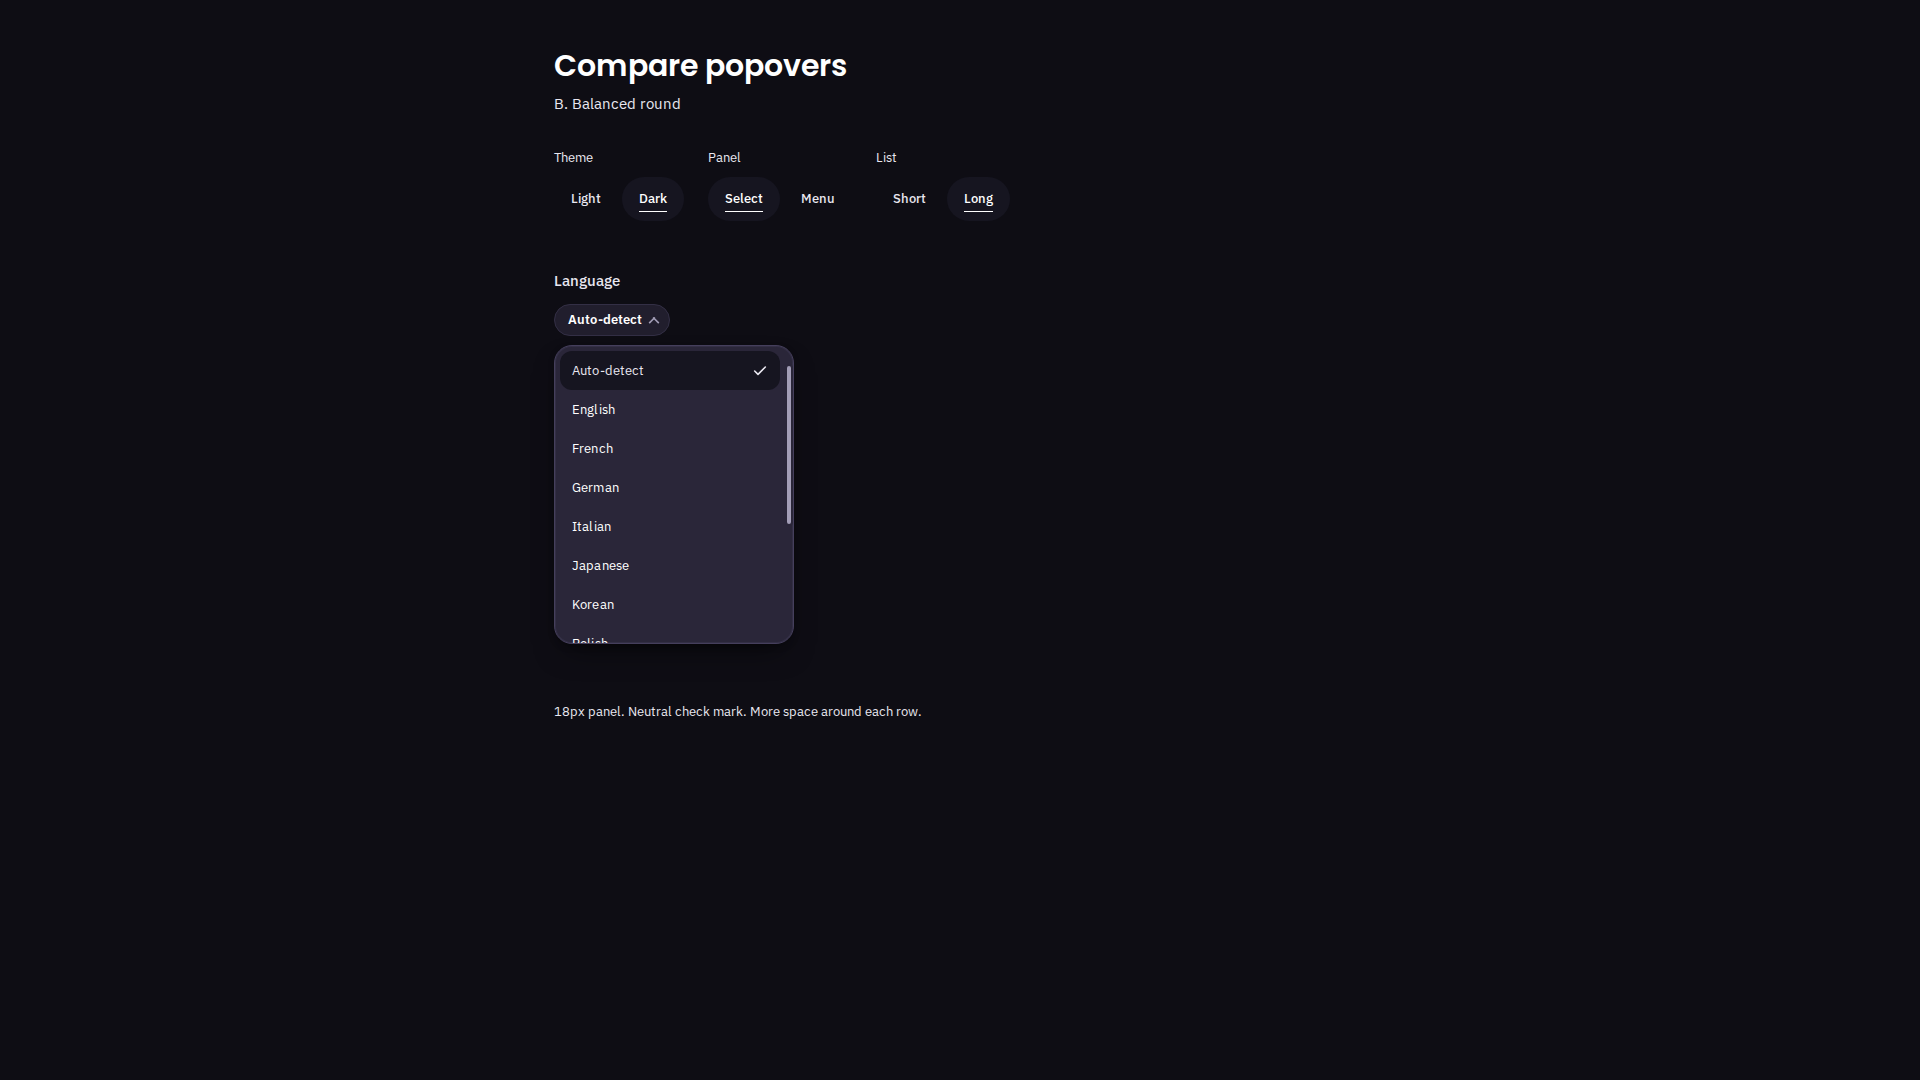 Compare popovers
B. Balanced round
Theme Panel List
Light Dark Select Menu Short Long
Language
Auto-detect
Auto-detect
English
French
German
Italian
Japanese
Korean
Polish
18px panel. Neutral check mark. More space around each row.